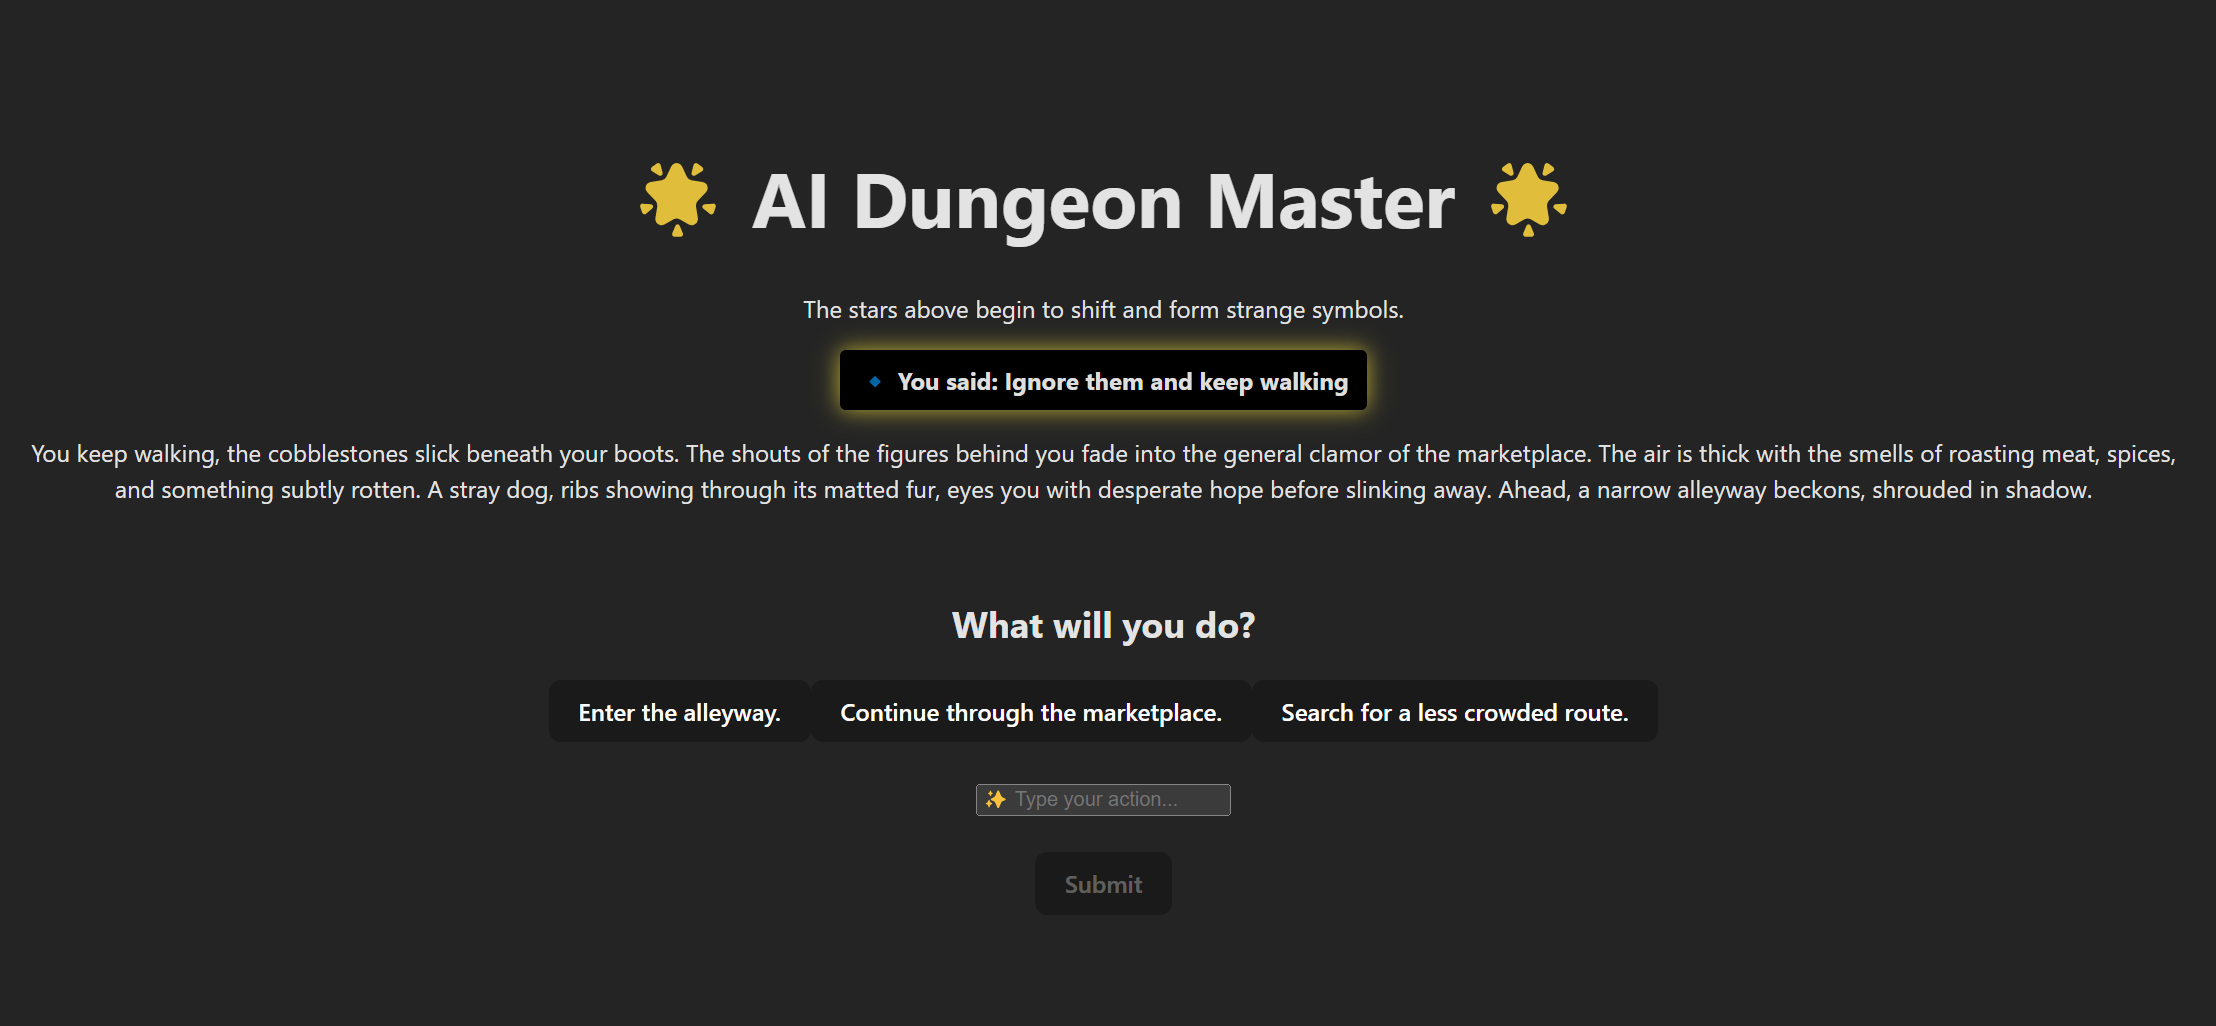 🌟 AI Dungeon Master 🌟
The stars above begin to shift and form strange symbols.
🔹 You said: Ignore them and keep walking
You keep walking, the cobblestones slick beneath your boots. The shouts of the figures behind you fade into the general clamor of the marketplace. The air is thick with the smells of roasting meat, spices,
and something subtly rotten. A stray dog, ribs showing through its matted fur, eyes you with desperate hope before slinking away. Ahead, a narrow alleyway beckons, shrouded in shadow.
What will you do?
Enter the alleyway. Continue through the marketplace. Search for a less crowded route.
✨ Type your action...
Submit